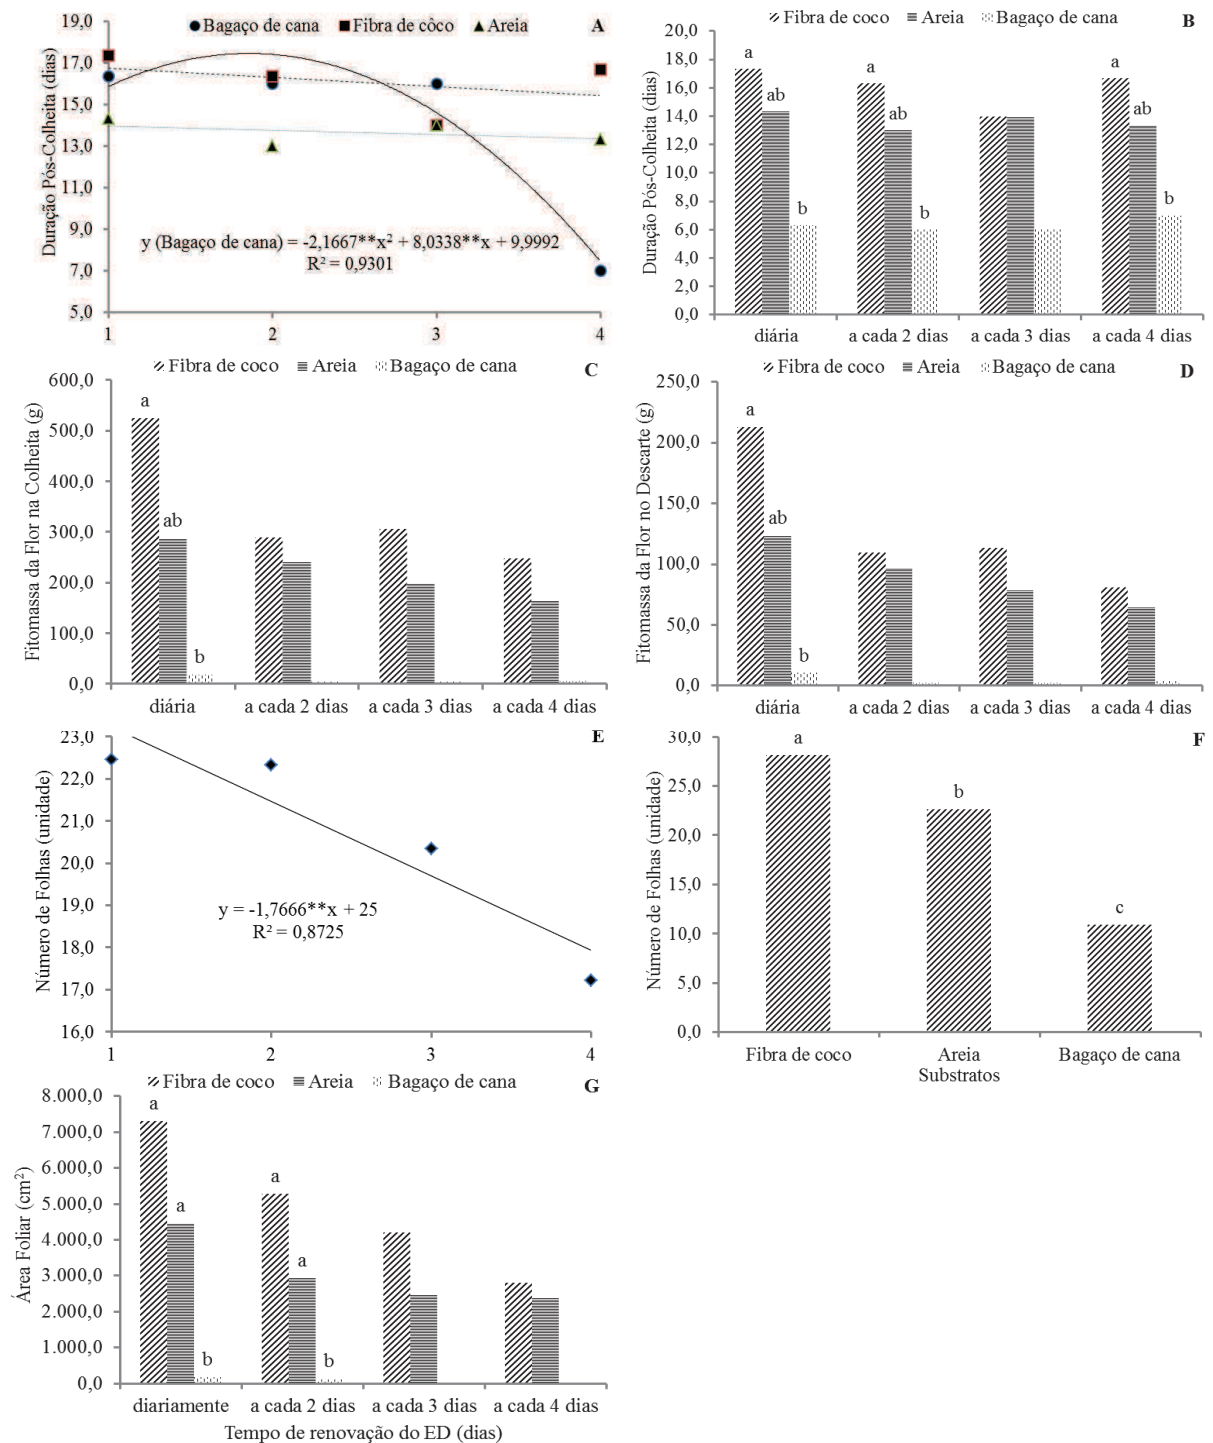 Bagaço de cana Fibra de côco Areia A
Duração Pós-Colheita (dias)
21,0
19,0
17,0
15,0
13,0
11,0
9,0
7,0
5,0
y (Bagaço de cana) = -2,1667**x² + 8,0338**x + 9,9992
R² = 0,9301
1 2 3 4
Fibra de coco Areia Bagaço de cana B
Duração Pós-Colheita (dias)
20,0
18,0
16,0
14,0
12,0
10,0
8,0
6,0
4,0
2,0
0,0
a ab b
a ab b
a ab b
diária a cada 2 dias a cada 3 dias a cada 4 dias
Fibra de coco Areia Bagaço de cana C
Fitomassa da Flor na Colheita (g)
600,0
500,0
400,0
300,0
200,0
100,0
0,0
a
ab
b
diária a cada 2 dias a cada 3 dias a cada 4 dias
Fibra de coco Areia Bagaço de cana D
Fitomassa da Flor no Descarte (g)
250,0
200,0
150,0
100,0
50,0
0,0
a
ab
b
diária a cada 2 dias a cada 3 dias a cada 4 dias
E
Número de Folhas (unidade)
23,0
22,0
21,0
20,0
19,0
18,0
17,0
16,0
y = -1,7666**x + 25
R² = 0,8725
1 2 3 4
F
Número de Folhas (unidade)
30,0
25,0
20,0
15,0
10,0
5,0
0,0
a
b
c
Fibra de coco Areia Bagaço de cana
Substratos
Fibra de coco Areia Bagaço de cana G
Área Foliar (cm²)
8.000,0
7.000,0
6.000,0
5.000,0
4.000,0
3.000,0
2.000,0
1.000,0
0,0
a a b
a a b
diariamente a cada 2 dias a cada 3 dias a cada 4 dias
Tempo de renovação do ED (dias)